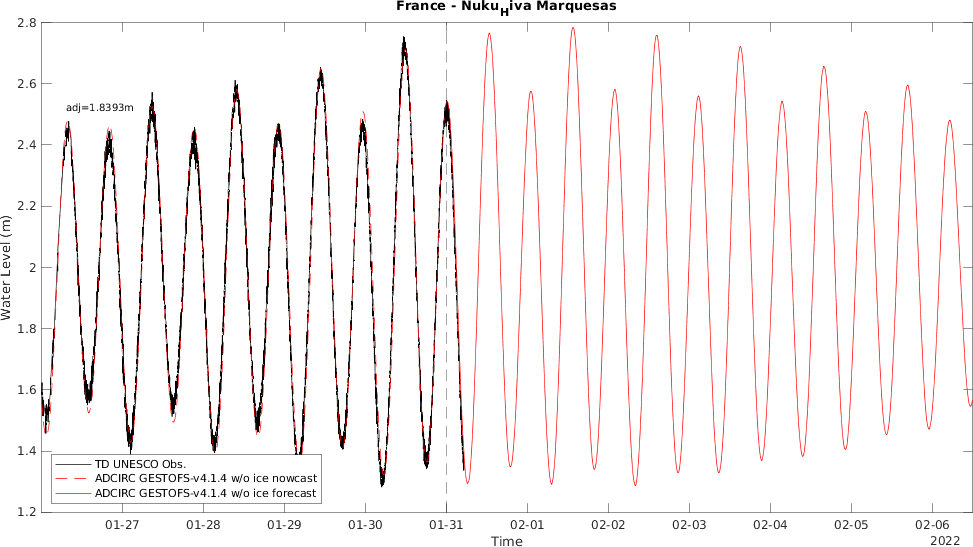 France - Nuku Hiva Marquesas
2.8
2.6
2.4
2.2
2
1.8
1.6
1.4
1.2
Water Level (m)
adj=1.8393m
TD UNESCO Obs.
ADCIRC GESTOFS-v4.1.4 w/o ice nowcast
ADCIRC GESTOFS-v4.1.4 w/o ice forecast
01-27 01-28 01-29 01-30 01-31 02-01 02-02 02-03 02-04 02-05 02-06
Time
2022